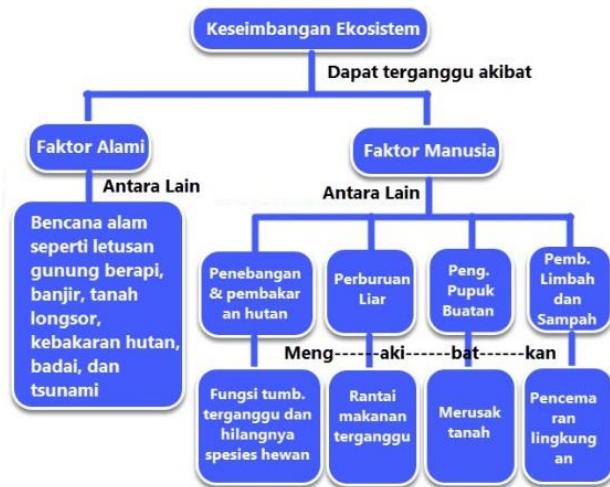 Keseimbangan Ekosistem
Dapat terganggu akibat
Faktor Alami
Faktor Manusia
Antara Lain
Antara Lain
Bencana alam
seperti letusan
gunung berapi,
banjir, tanah
longsor,
kebakaran hutan,
badai, dan
tsunami
Penebangan
& pembakar
an hutan
Perburuan
Liar
Peng.
Pupuk
Buatan
Pemb.
Limbah
dan
Sampah
Meng------aki------bat------kan
Fungsi tumb.
terganggu dan
hilangnya
spesies hewan
Rantai
makanan
terganggu
Merusak
tanah
Pencema
ran
lingkung
an